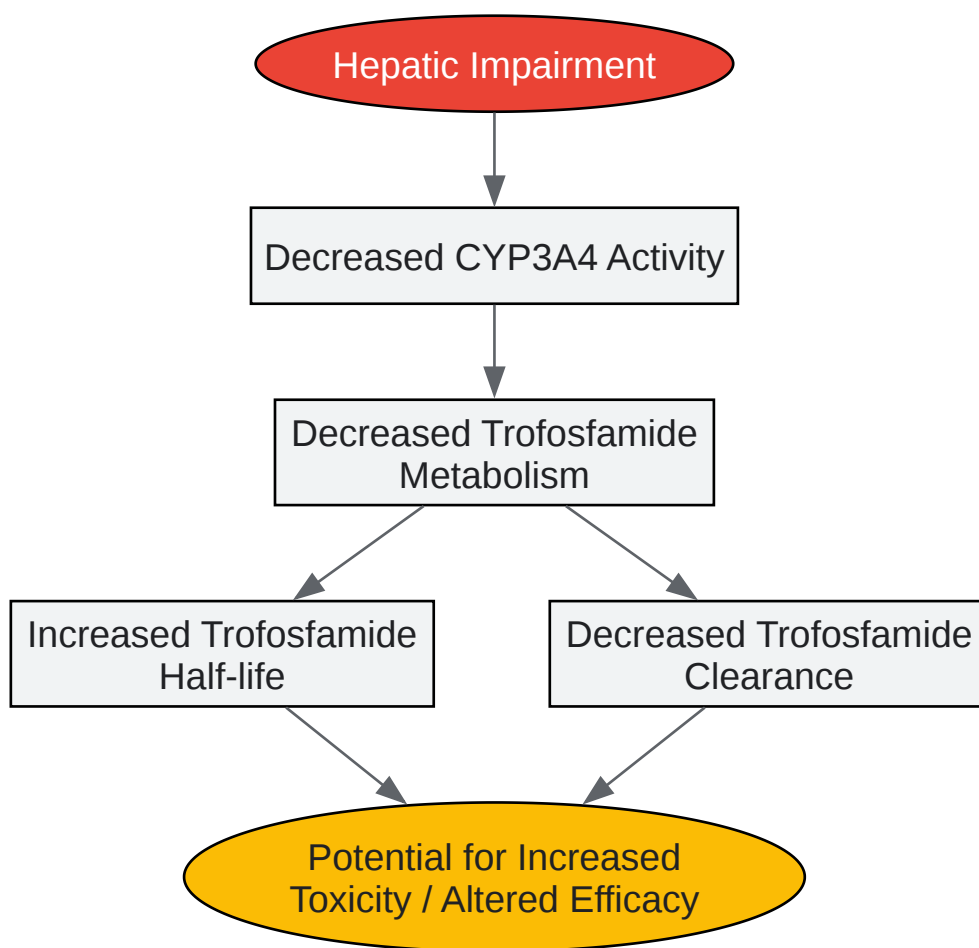 Hepatic Impairment
Decreased CYP3A4 Activity
Decreased Trofosfamide
Metabolism
Increased Trofosfamide
Half-life
Decreased Trofosfamide
Clearance
Potential for Increased
Toxicity / Altered Efficacy